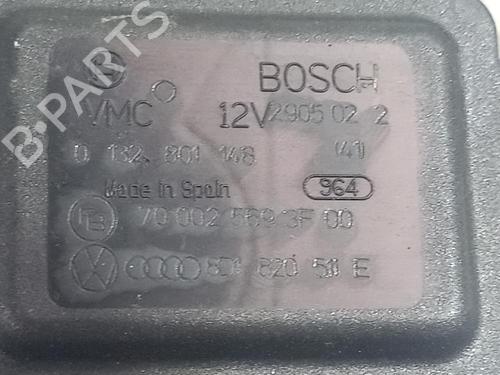 B-PARTS
BOSCH
VMC 12V 2905 02 2
0 132 801 148 141
Made in Spain 964
70 002 569 3F 00
8D1 820 511 E